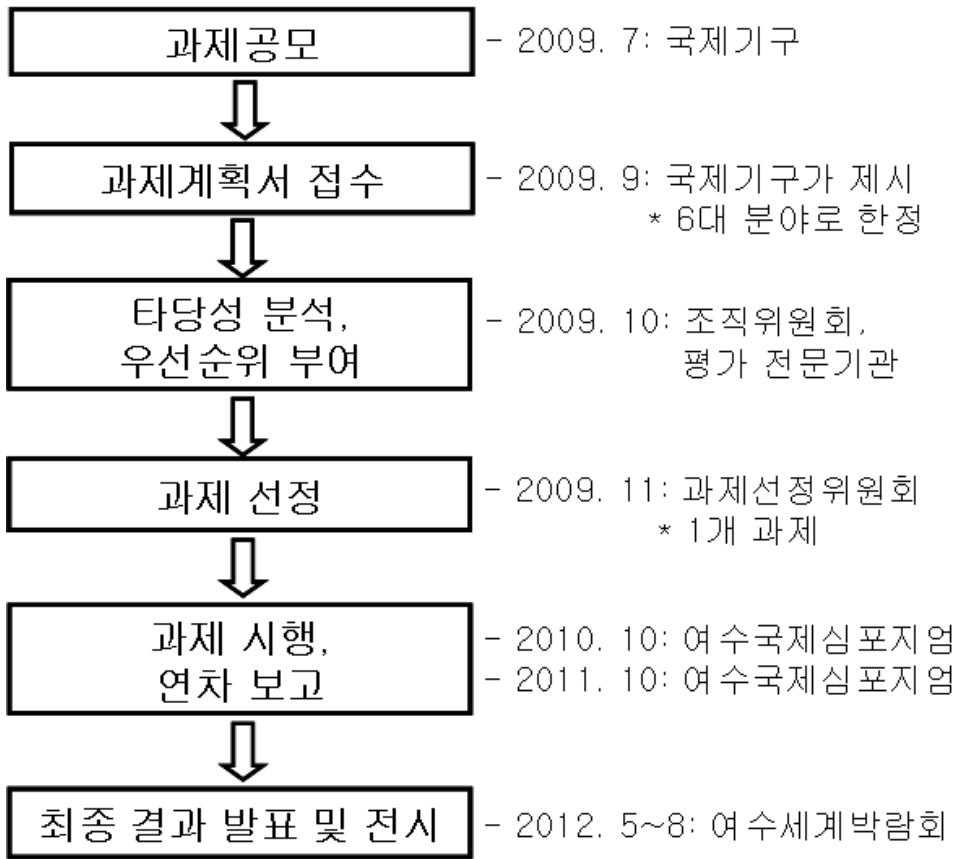 과제공모
- 2009. 7: 국제기구
과제계획서 접수
- 2009. 9: 국제기구가 제시
* 6대 분야로 한정
타당성 분석,
우선순위 부여
- 2009. 10: 조직위원회,
평가 전문기관
과제 선정
- 2009. 11: 과제선정위원회
* 1개 과제
과제 시행,
연차 보고
- 2010. 10: 여수국제심포지엄
- 2011. 10: 여수국제심포지엄
최종 결과 발표 및 전시
- 2012. 5~8: 여수세계박람회